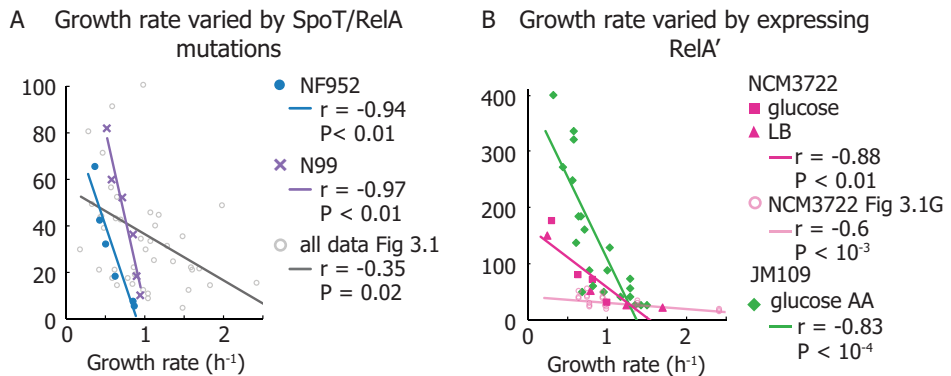 A Growth rate varied by SpoT/RelA
mutations
100
80
60
40
20
0
0 1 2
Growth rate (h⁻¹)
NF952
r = -0.94
P< 0.01
N99
r = -0.97
P < 0.01
all data Fig 3.1
r = -0.35
P = 0.02
B Growth rate varied by expressing
RelA’
400
300
200
100
0
0 1 2
Growth rate (h⁻¹)
NCM3722
glucose
LB
r = -0.88
P < 0.01
NCM3722 Fig 3.1G
r = -0.6
P < 10⁻³
JM109
glucose AA
r = -0.83
P < 10⁻⁴